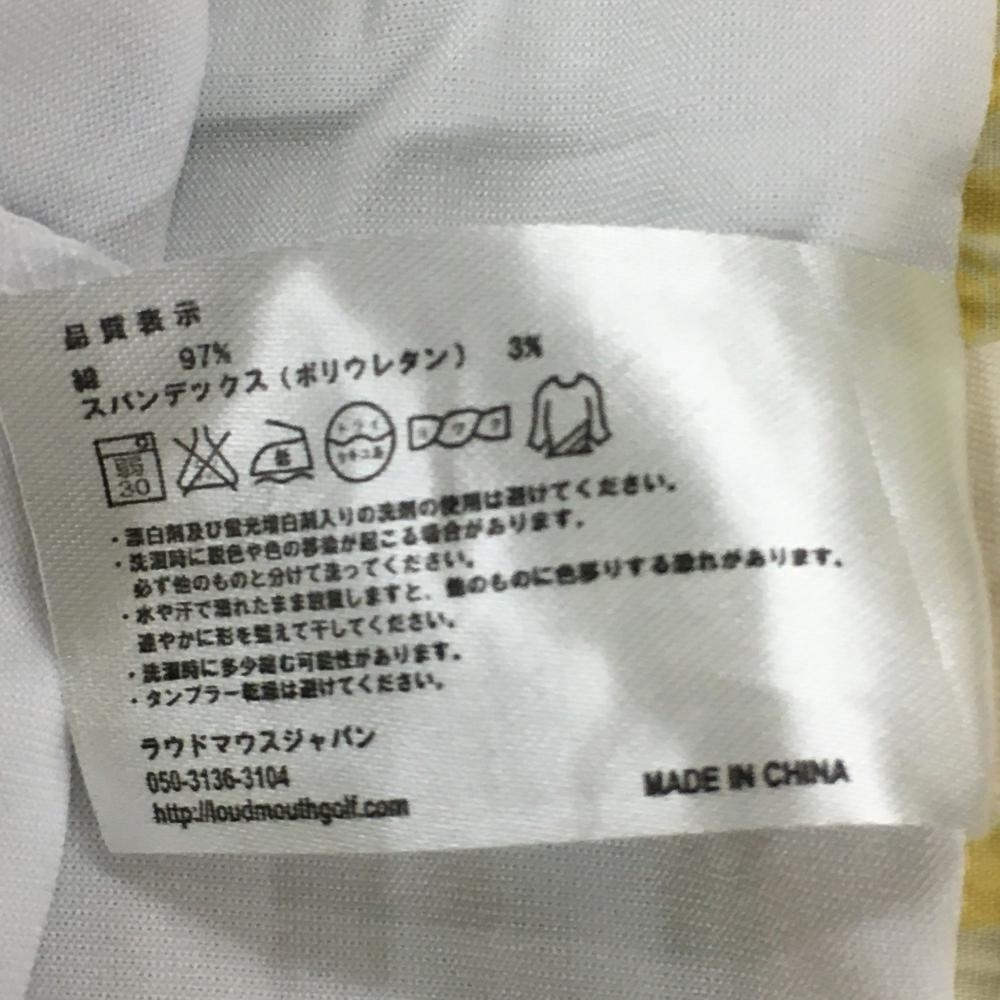 品質表示
綿 97%
スパンデックス（ポリウレタン） 3%
弱 30 中 ドライ セキユ系 ヨワク
・漂白剤及び蛍光増白剤入りの洗剤の使用は避けてください。
・洗濯時に脱色や色の移染が起こる場合があります。
必ず他のものと分けて洗ってください。
・水や汗で濡れたまま放置しますと、他のものに色移りする恐れがあります。
速やかに形を整えて干してください。
・洗濯時に多少縮む可能性があります。
・タンブラー乾燥は避けてください。
ラウドマウスジャパン
050-3136-3104
http://loudmouthgolf.com
MADE IN CHINA